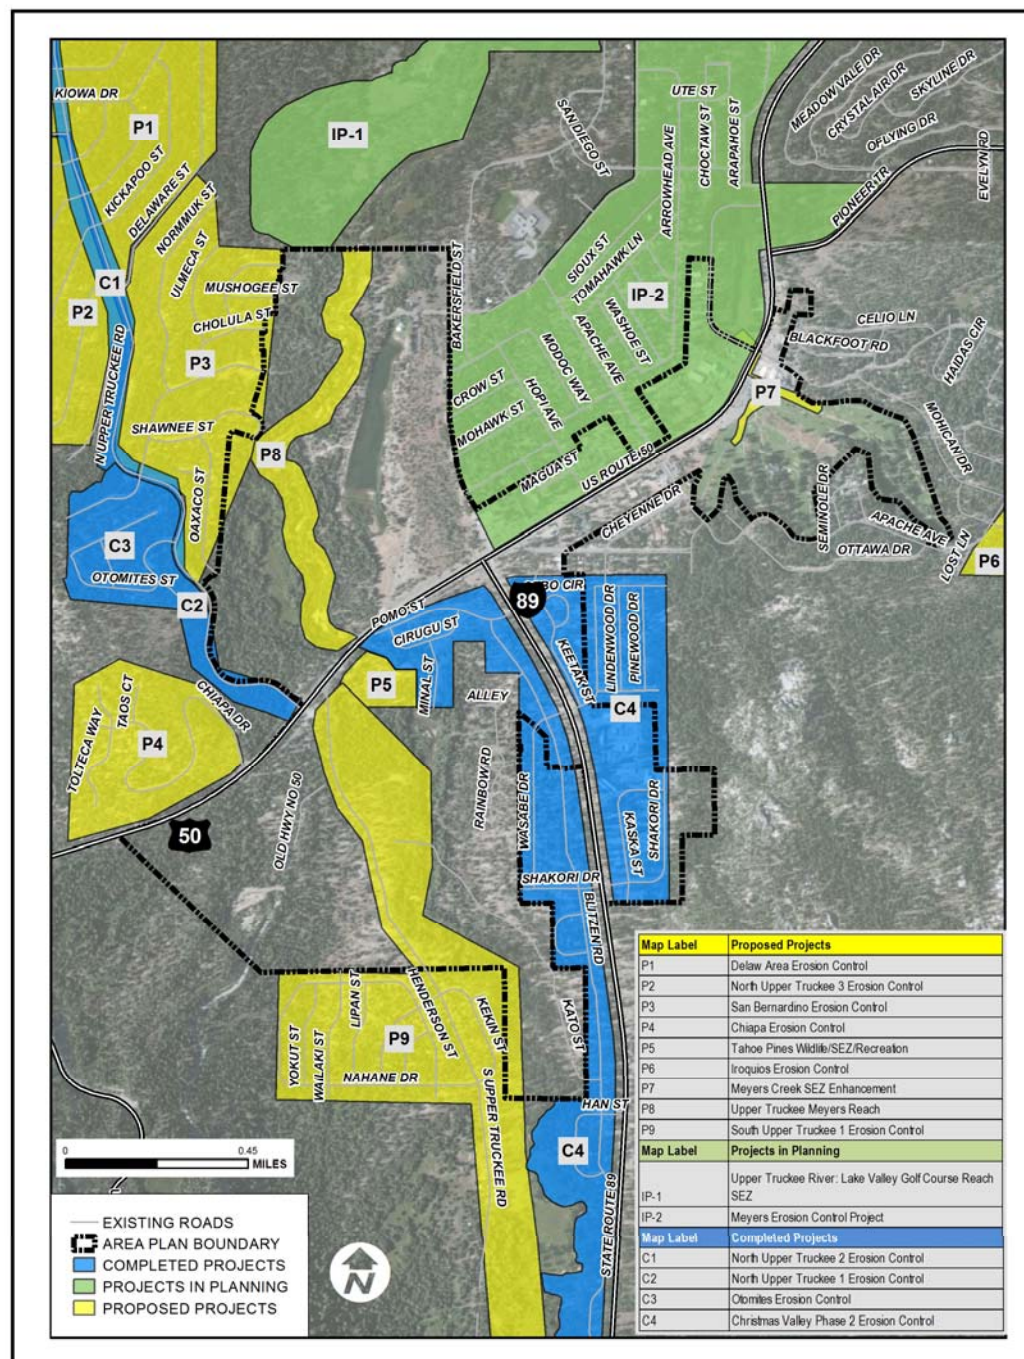 KIOWA DR
P1
KICKAPOO ST
DELAWARE ST
NORMMUK ST
ULMECA ST
C1
P2
N UPPER TRUCKEE RD
MUSHOGEE ST
CHOLULA ST
P3
SHAWNEE ST
OAXACO ST
IP-1
SAN DIEGO ST
BAKERSFIELD ST
P8
UTE ST
ARROWHEAD AVE
CHOCTAW ST
ARAPAHOE ST
SIOUX ST
TOMAHAWK LN
IP-2
WASHOE ST
APACHE AVE
MODOC WAY
HOPI AVE
CROW ST
MOHAWK ST
MAGUA ST
US ROUTE 50
MEADOW VALE DR
CRYSTAL AIR DR
SKYLINE DR
OFLYING DR
EVELYN RD
PIONEER TR
CELIO LN
BLACKFOOT RD
HAIDAS CIR
P7
MOHICAN DR
CHEYENNE DR
SEMINOLE DR
APACHE AVE
OTTAWA DR
LOST LN
P6
C3
OTOMITES ST
C2
CHIAPA DR
TAOS CT
TOLTECA WAY
P4
50
POMO ST
CIRUGU ST
MINAL ST
P5
ALLEY
RAINBOW RD
OLD HWY NO 50
89
CIR
KEETAK ST
LINDENWOOD DR
PINEWOOD DR
C4
WASABE DR
KASKA ST
SHAKORI DR
SHAKORI DR
BLITZEN RD
KATO ST
HAN ST
C4
STATE ROUTE 89
LIPAN ST
YOKUT ST
WAILAKI ST
P9
NAHANE DR
HENDERSON ST
KEKIN ST
S UPPER TRUCKEE RD
0 0.45
MILES
EXISTING ROADS
AREA PLAN BOUNDARY
COMPLETED PROJECTS
PROJECTS IN PLANNING
PROPOSED PROJECTS
N
Map Label Proposed Projects
P1 Delaw Area Erosion Control
P2 North Upper Truckee 3 Erosion Control
P3 San Bernardino Erosion Control
P4 Chiapa Erosion Control
P5 Tahoe Pines Wildlife/SEZ/Recreation
P6 Iroquios Erosion Control
P7 Meyers Creek SEZ Enhancement
P8 Upper Truckee Meyers Reach
P9 South Upper Truckee 1 Erosion Control
Map Label Projects in Planning
IP-1 Upper Truckee River: Lake Valley Golf Course Reach
SEZ
IP-2 Meyers Erosion Control Project
Map Label Completed Projects
C1 North Upper Truckee 2 Erosion Control
C2 North Upper Truckee 1 Erosion Control
C3 Otomites Erosion Control
C4 Christmas Valley Phase 2 Erosion Control